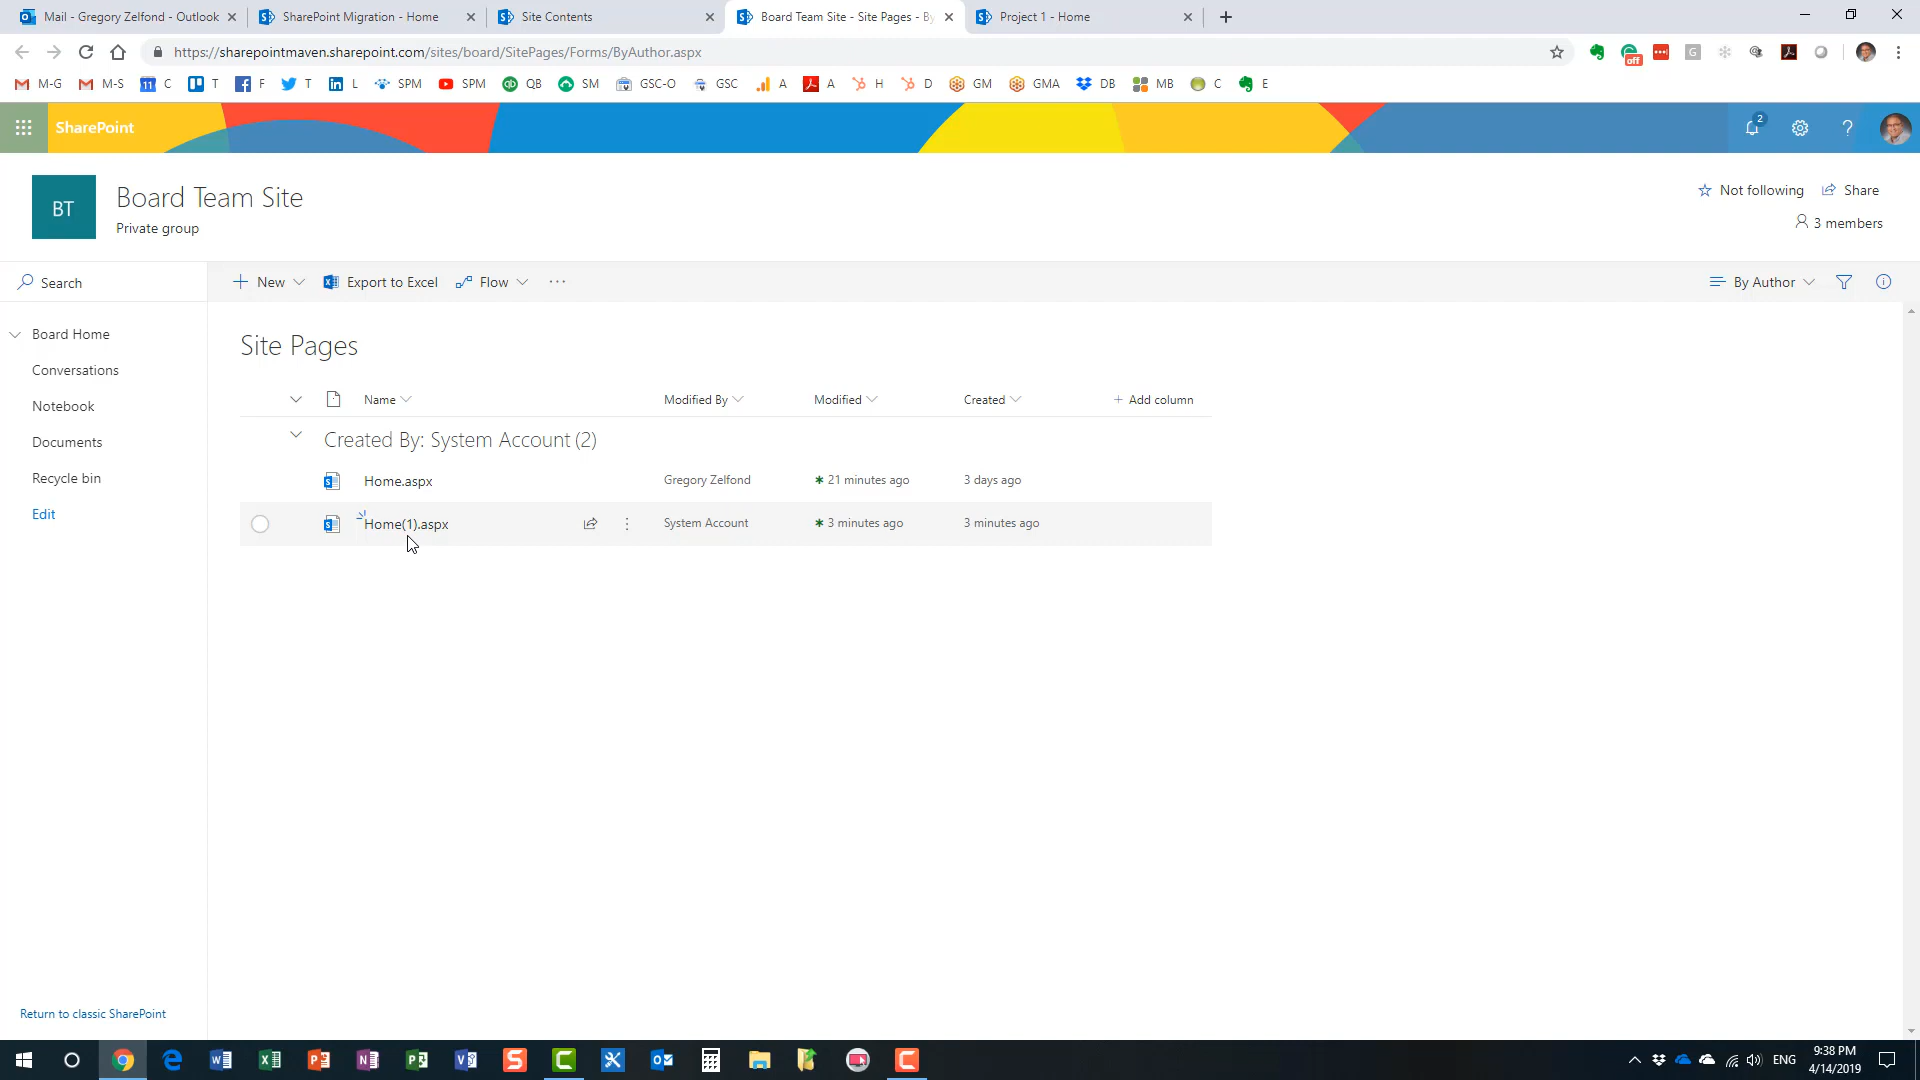 Mail - Gregory Zelfond - Outlook
SharePoint Migration - Home
Site Contents
Board Team Site - Site Pages - By
Project 1 - Home
https://sharepointmaven.sharepoint.com/sites/board/SitePages/Forms/ByAuthor.aspx
off
M-G
M-S
11 C
T
F
T
L
SPM
SPM
QB
SM
GSC-O
GSC
A
A
H
D
GM
GMA
DB
MB
C
E
SharePoint
2
BT
Board Team Site
Private group
Not following
Share
3 members
Search
New
Export to Excel
Flow
By Author
Board Home
Conversations
Notebook
Documents
Recycle bin
Edit
Site Pages
Name
Modified By
Modified
Created
+ Add column
Created By: System Account (2)
Home.aspx
Gregory Zelfond
21 minutes ago
3 days ago
Home(1).aspx
System Account
3 minutes ago
3 minutes ago
Return to classic SharePoint
ENG
9:38 PM
4/14/2019